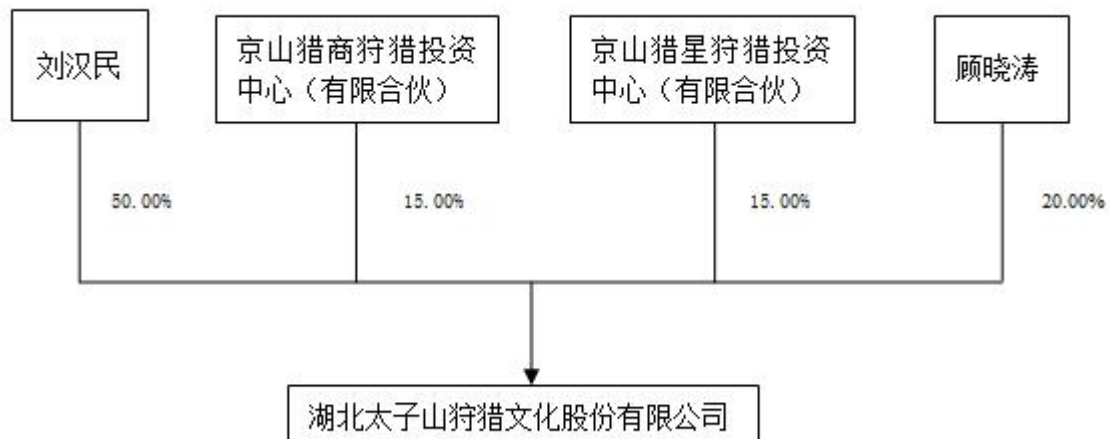 刘汉民
京山猎商狩猎投资
中心（有限合伙）
京山猎星狩猎投资
中心（有限合伙）
顾晓涛
50.00%
15.00%
15.00%
20.00%
湖北太子山狩猎文化股份有限公司